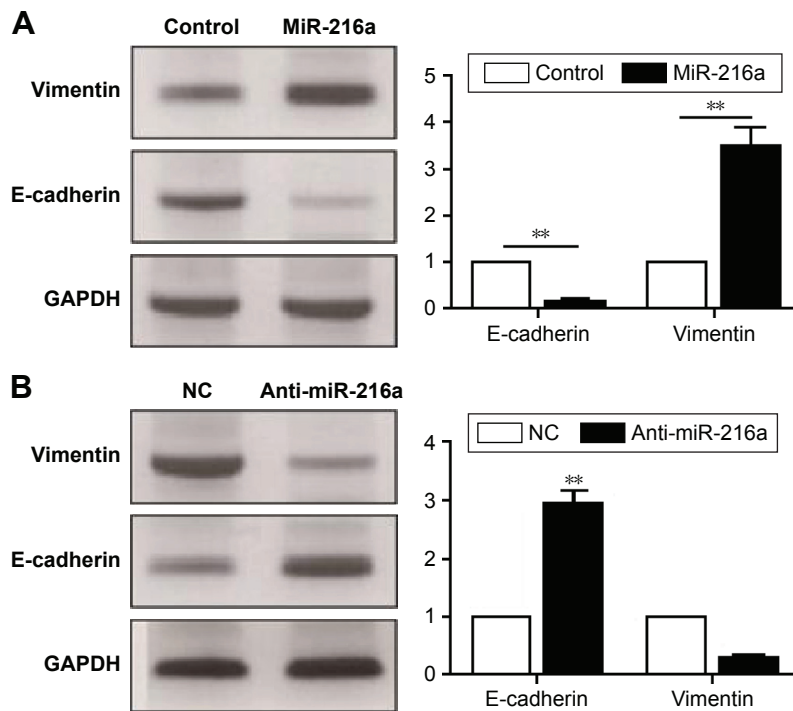 A
Control MiR-216a
Vimentin
E-cadherin
GAPDH
Control MiR-216a
5
4
3
2
1
0
**
**
E-cadherin Vimentin
B
NC Anti-miR-216a
Vimentin
E-cadherin
GAPDH
NC Anti-miR-216a
4
3
2
1
0
**
E-cadherin Vimentin